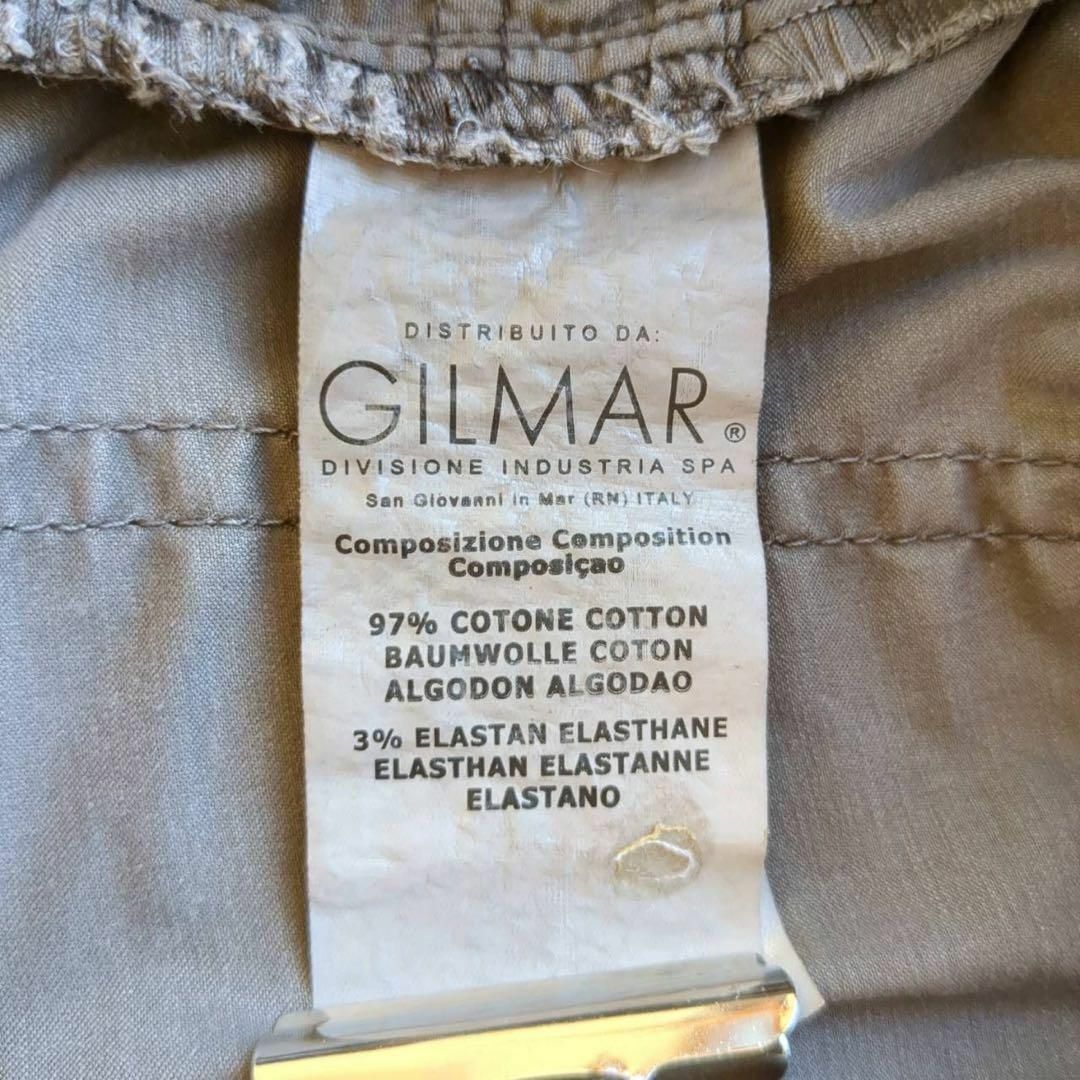 DISTRIBUITO DA:
GILMAR®
DIVISIONE INDUSTRIA SPA
San Giovanni in Mar (RN) ITALY
Composizione Composition
Composiçao
97% COTONE COTTON
BAUMWOLLE COTON
ALGODON ALGODAO
3% ELASTAN ELASTHANE
ELASTHAN ELASTANNE
ELASTANO